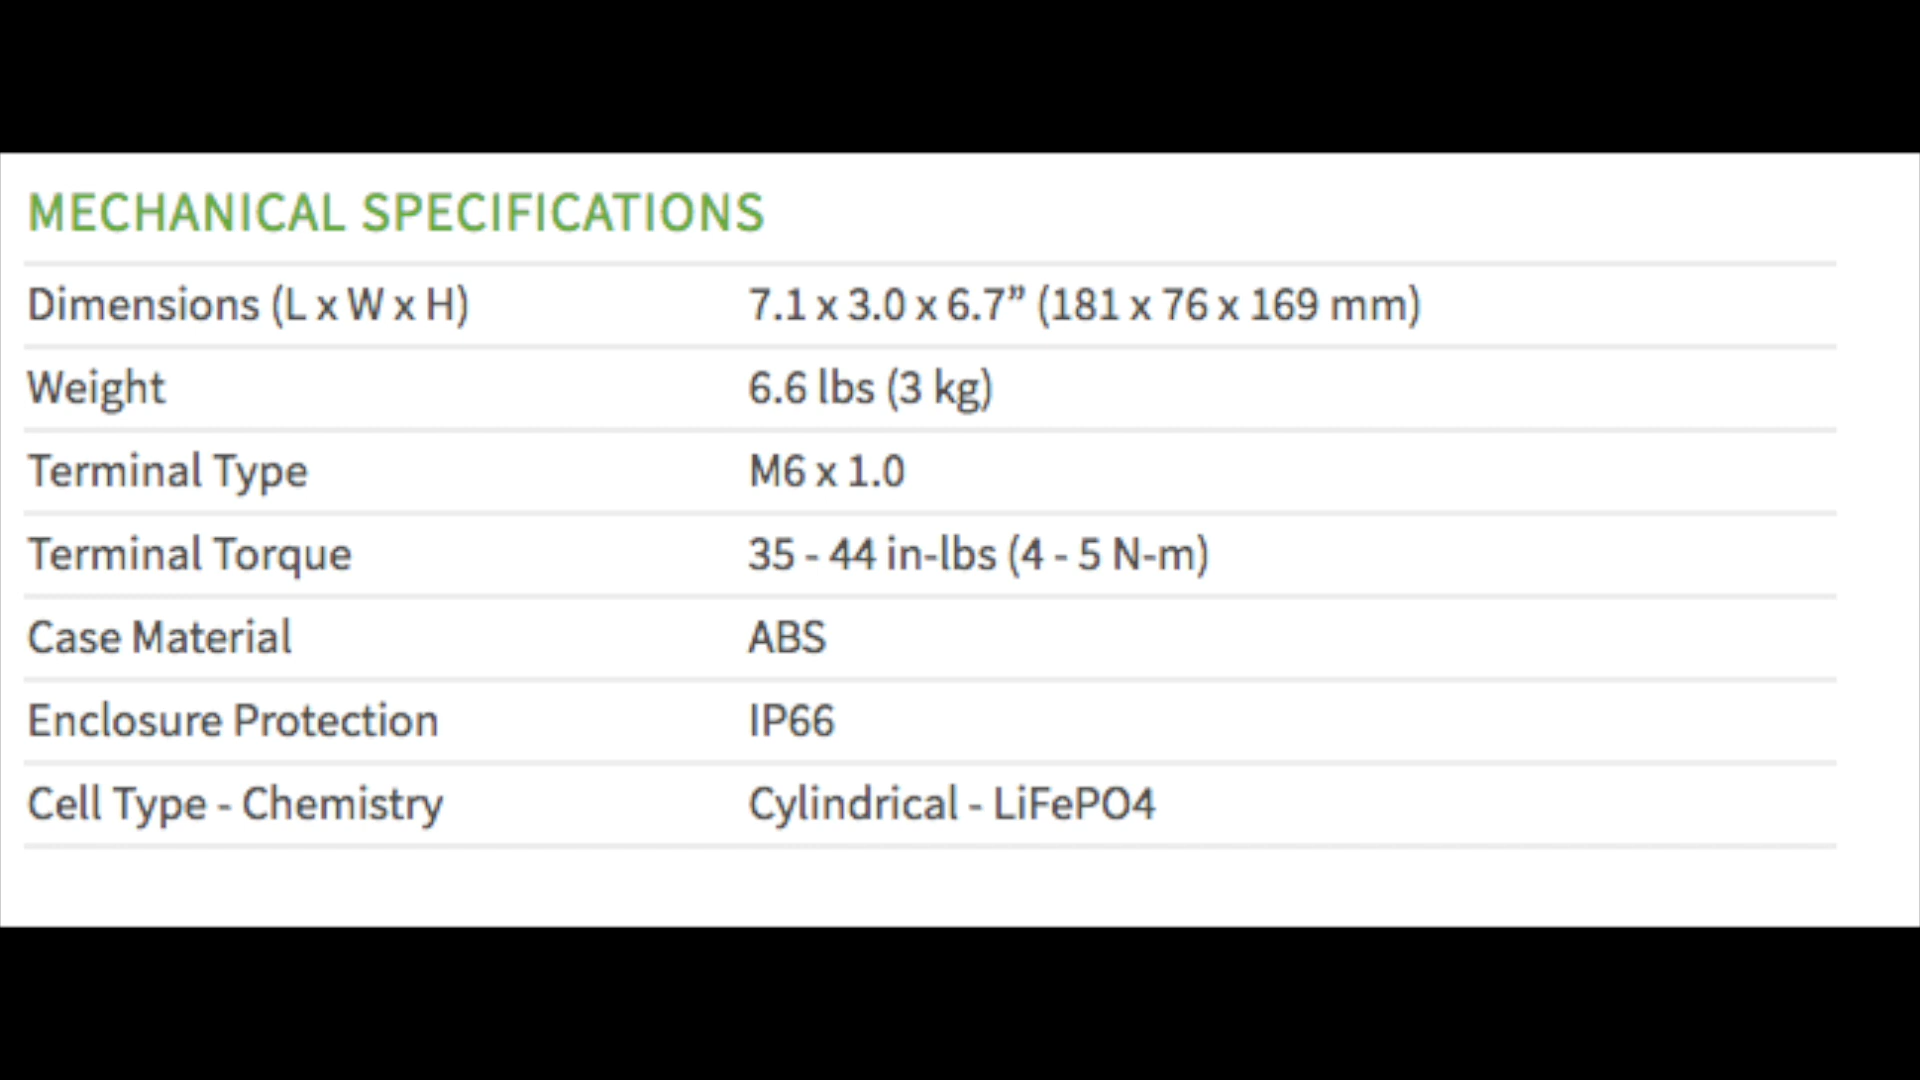 MECHANICAL SPECIFICATIONS
Dimensions (L x W x H) 7.1 x 3.0 x 6.7” (181 x 76 x 169 mm)
Weight 6.6 lbs (3 kg)
Terminal Type M6 x 1.0
Terminal Torque 35 - 44 in-lbs (4 - 5 N-m)
Case Material ABS
Enclosure Protection IP66
Cell Type - Chemistry Cylindrical - LiFePO4